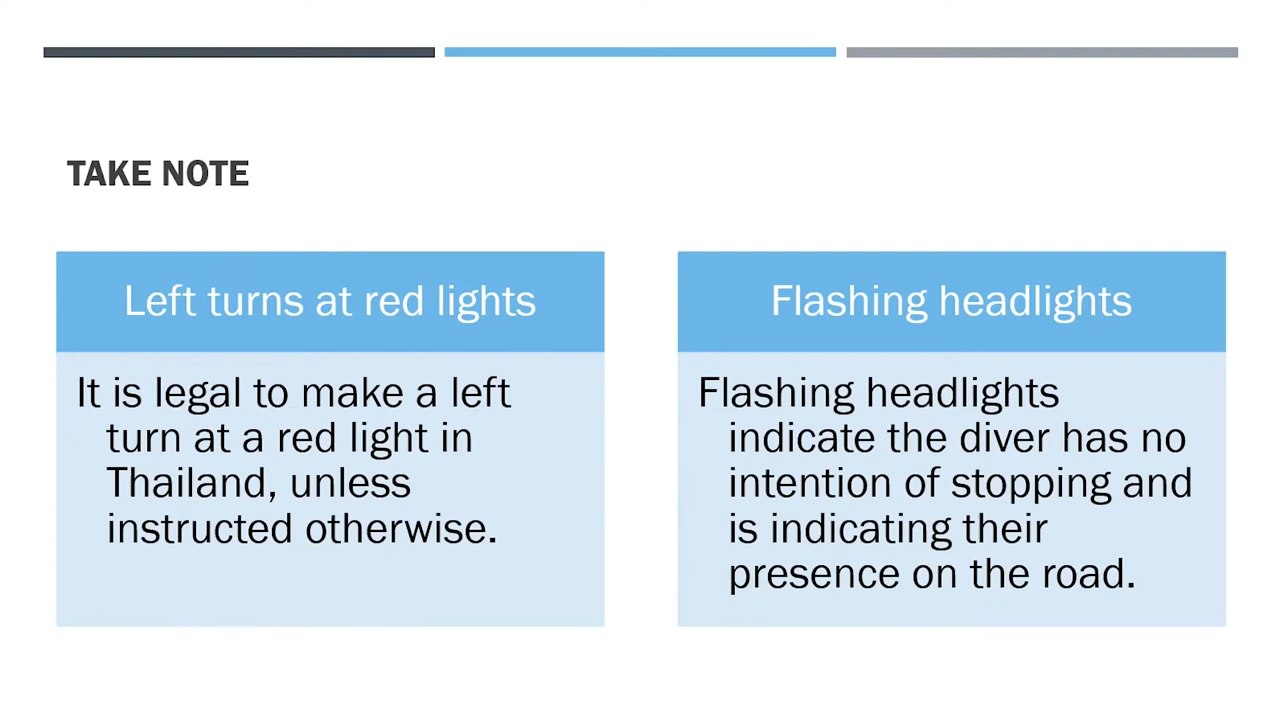 TAKE NOTE
Left turns at red lights
It is legal to make a left
turn at a red light in
Thailand, unless
instructed otherwise.
Flashing headlights
Flashing headlights
indicate the diver has no
intention of stopping and
is indicating their
presence on the road.